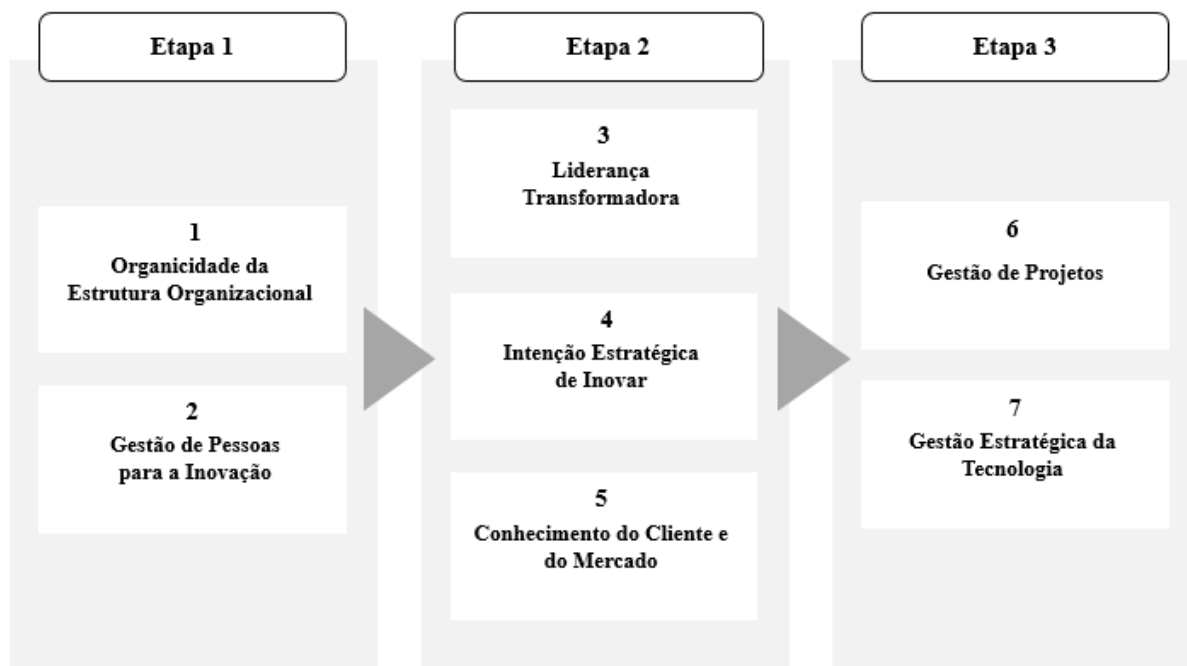 Etapa 1
1
Organicidade da
Estrutura Organizacional
2
Gestão de Pessoas
para a Inovação
Etapa 2
3
Liderança
Transformadora
4
Intenção Estratégica
de Inovar
5
Conhecimento do Cliente e
do Mercado
Etapa 3
6
Gestão de Projetos
7
Gestão Estratégica da
Tecnologia